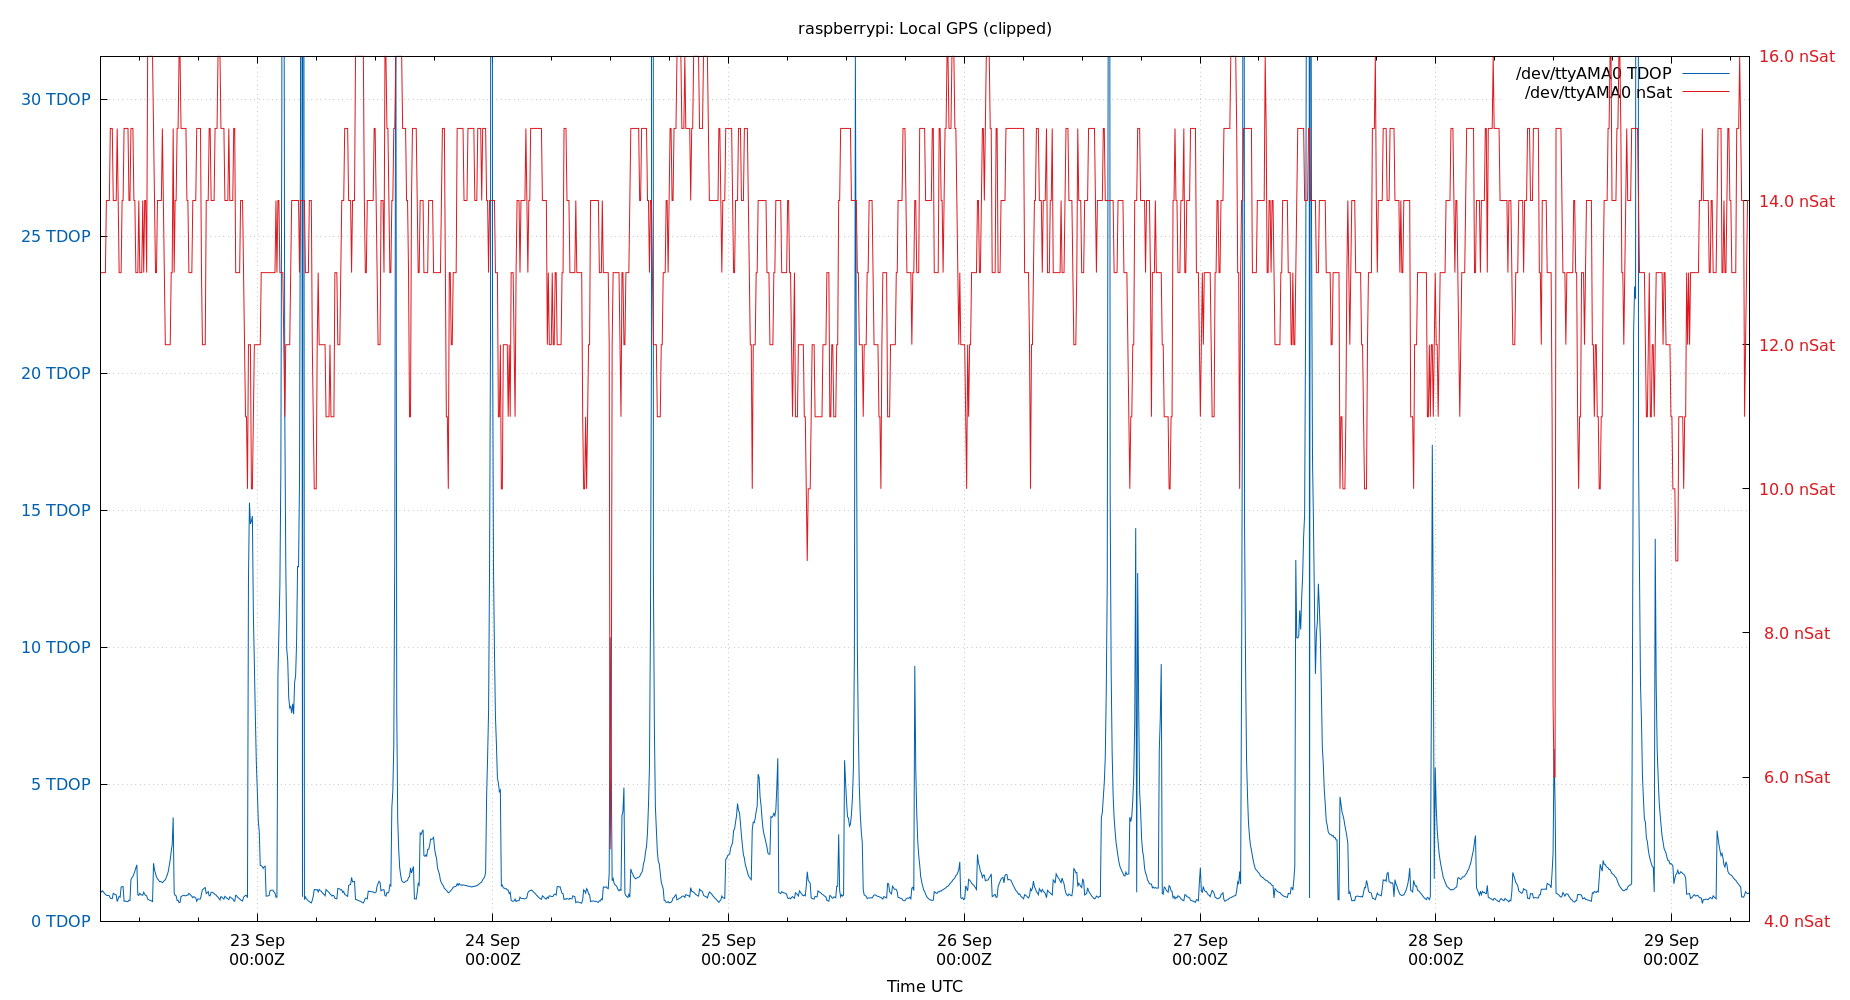 raspberrypi: Local GPS (clipped)
16.0 nSat
/dev/ttyAMA0 TDOP
/dev/ttyAMA0 nSat
30 TDOP
14.0 nSat
25 TDOP
12.0 nSat
20 TDOP
10.0 nSat
15 TDOP
8.0 nSat
10 TDOP
6.0 nSat
5 TDOP
4.0 nSat
0 TDOP
23 Sep
00:00Z
24 Sep
00:00Z
25 Sep
00:00Z
26 Sep
00:00Z
27 Sep
00:00Z
28 Sep
00:00Z
29 Sep
00:00Z
Time UTC